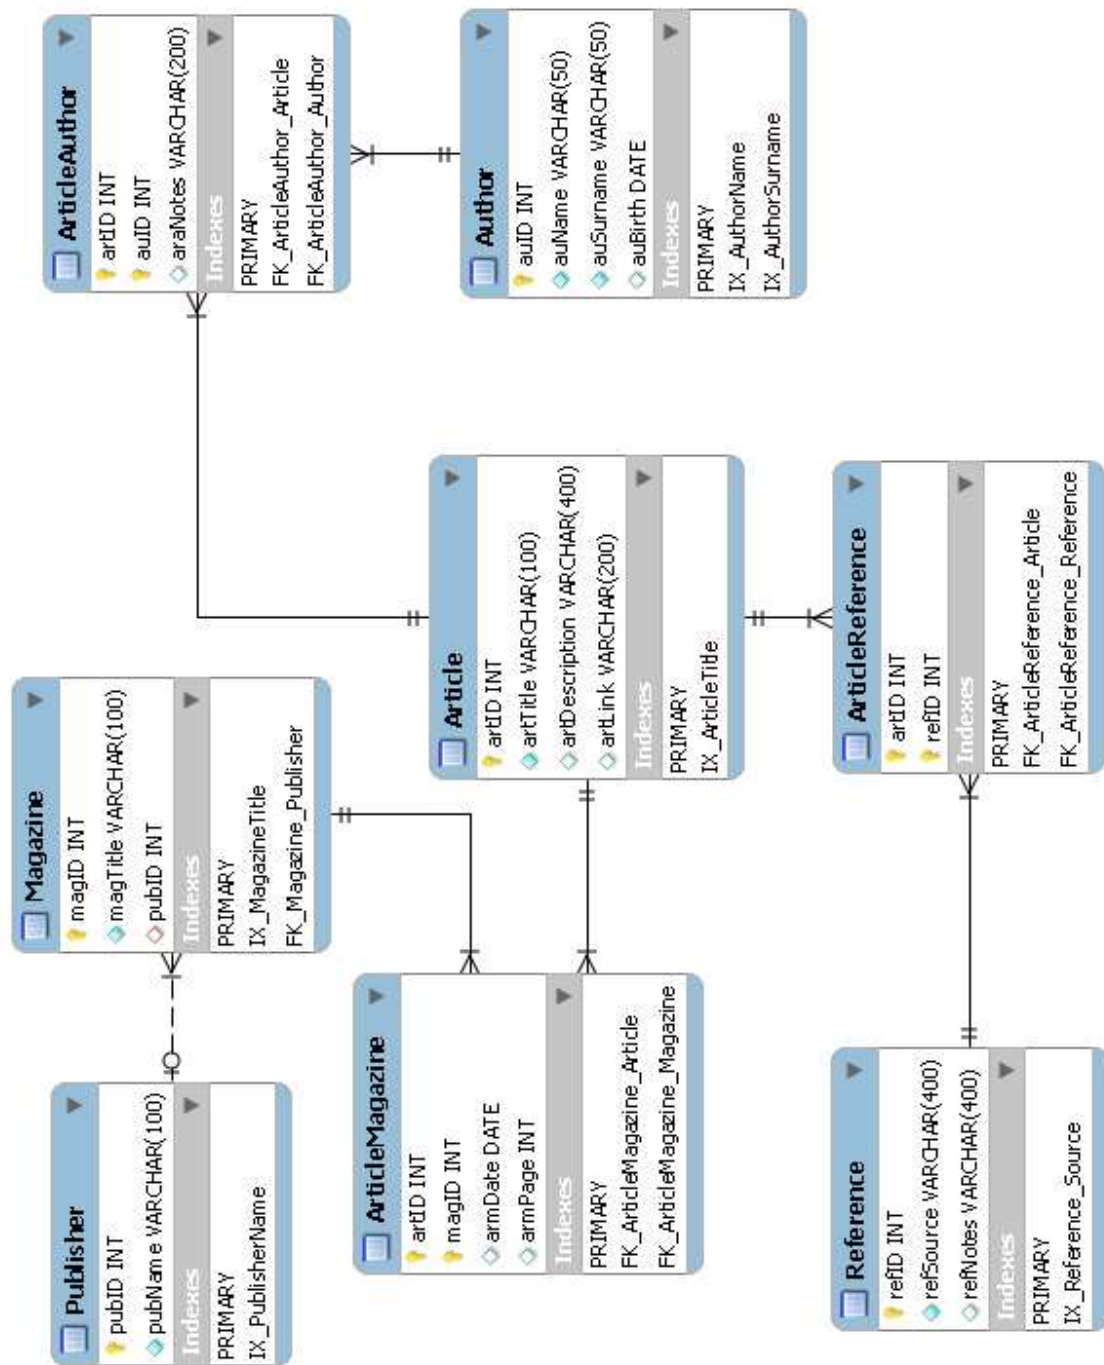 Publisher
pubID INT
pubName VARCHAR(100)
Indexes
PRIMARY
IX_PublisherName
Magazine
magID INT
magTitle VARCHAR(100)
pubID INT
Indexes
PRIMARY
IX_MagazineTitle
FK_Magazine_Publisher
ArticleAuthor
artID INT
auID INT
araNotes VARCHAR(200)
Indexes
PRIMARY
FK_ArticleAuthor_Article
FK_ArticleAuthor_Author
ArticleMagazine
artID INT
magID INT
armDate DATE
armPage INT
Indexes
PRIMARY
FK_ArticleMagazine_Article
FK_ArticleMagazine_Magazine
Article
artID INT
artTitle VARCHAR(100)
artDescription VARCHAR(400)
artLink VARCHAR(200)
Indexes
PRIMARY
IX_ArticleTitle
Author
auID INT
auName VARCHAR(50)
auSurname VARCHAR(50)
auBirth DATE
Indexes
PRIMARY
IX_AuthorName
IX_AuthorSurname
Reference
refID INT
refSource VARCHAR(400)
refNotes VARCHAR(400)
Indexes
PRIMARY
IX_Reference_Source
ArticleReference
artID INT
refID INT
Indexes
PRIMARY
FK_ArticleReference_Article
FK_ArticleReference_Reference